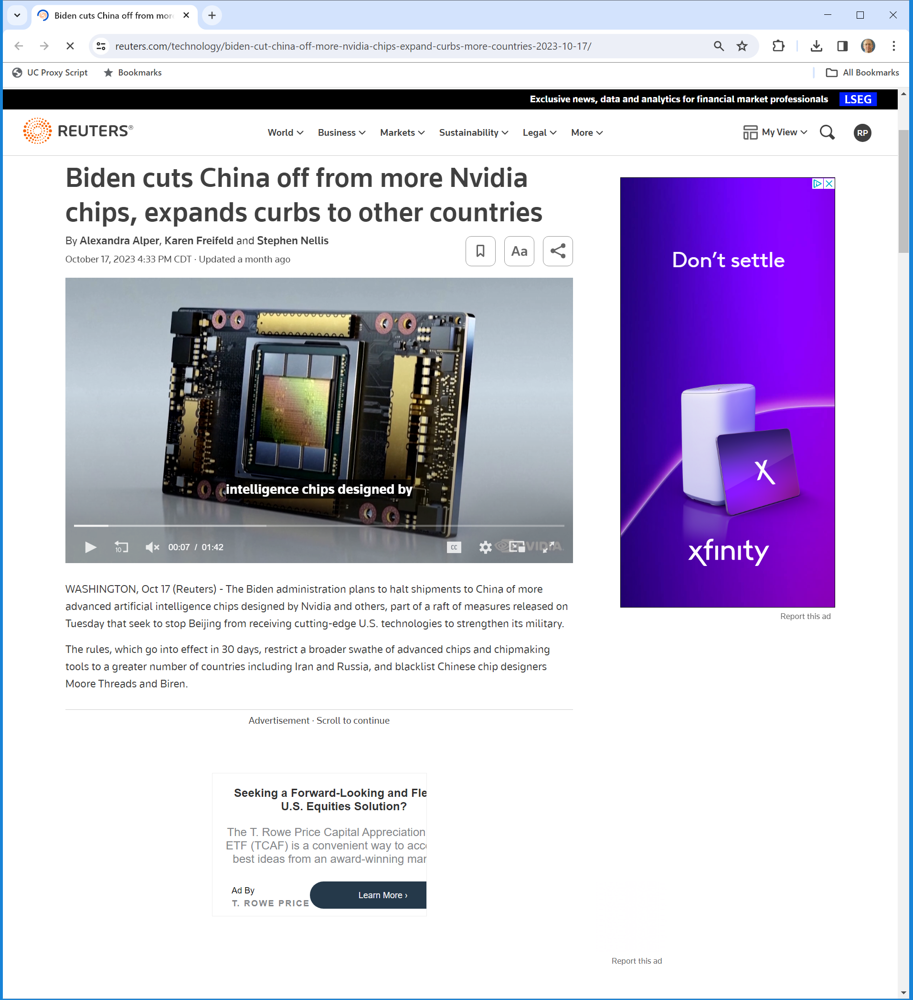 Biden cuts China off from mor
reuters.com/technology/biden-cut-china-off-more-nvidia-chips-expand-curbs-more-countries-2023-10-17/
UC Proxy Script
Bookmarks
All Bookmarks
Exclusive news, data and analytics for financial market professionals LSEG
REUTERS®
World Business Markets Sustainability Legal More
My View
RP
Biden cuts China off from more Nvidia
chips, expands curbs to other countries
By Alexandra Alper, Karen Freifeld and Stephen Nellis
October 17, 2023 4:33 PM CDT · Updated a month ago
Aa
intelligence chips designed by
10
00:07 / 01:42
CC
NVIDIA.
WASHINGTON, Oct 17 (Reuters) - The Biden administration plans to halt shipments to China of more
advanced artificial intelligence chips designed by Nvidia and others, part of a raft of measures released on
Tuesday that seek to stop Beijing from receiving cutting-edge U.S. technologies to strengthen its military.
The rules, which go into effect in 30 days, restrict a broader swathe of advanced chips and chipmaking
tools to a greater number of countries including Iran and Russia, and blacklist Chinese chip designers
Moore Threads and Biren.
Advertisement · Scroll to continue
Seeking a Forward-Looking and Fle
U.S. Equities Solution?
The T. Rowe Price Capital Appreciation
ETF (TCAF) is a convenient way to acce
best ideas from an award-winning mar
Ad By
T. ROWE PRICE
Learn More ›
Report this ad
Don't settle
X
xfinity
Report this ad